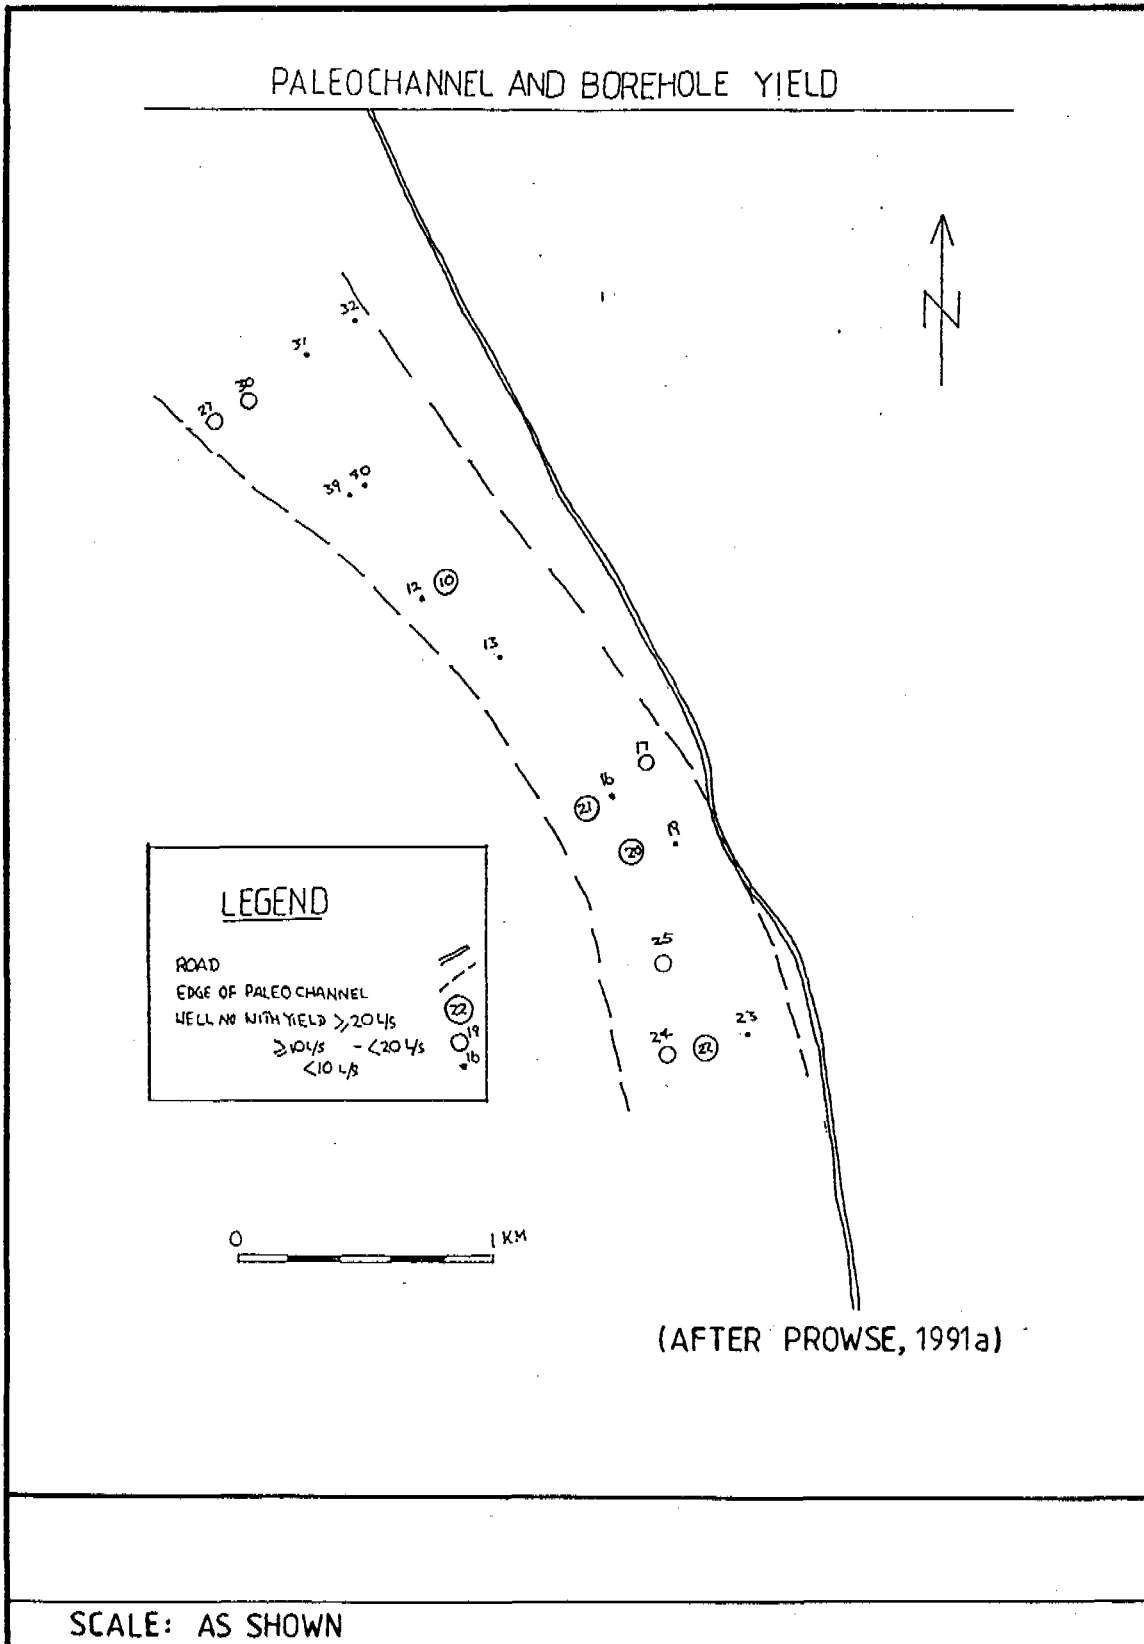 PALEOCHANNEL AND BOREHOLE YIELD
N
32
31
30
27
40
39
10
12
13
17
16
21
19
20
25
23
24
22
LEGEND
ROAD
EDGE OF PALEO CHANNEL
WELL NO WITH YIELD ≥20 L/S
22
≥10 L/S - <20 L/S
19
<10 L/S
16
0 1 KM
(AFTER PROWSE, 1991a)
SCALE: AS SHOWN